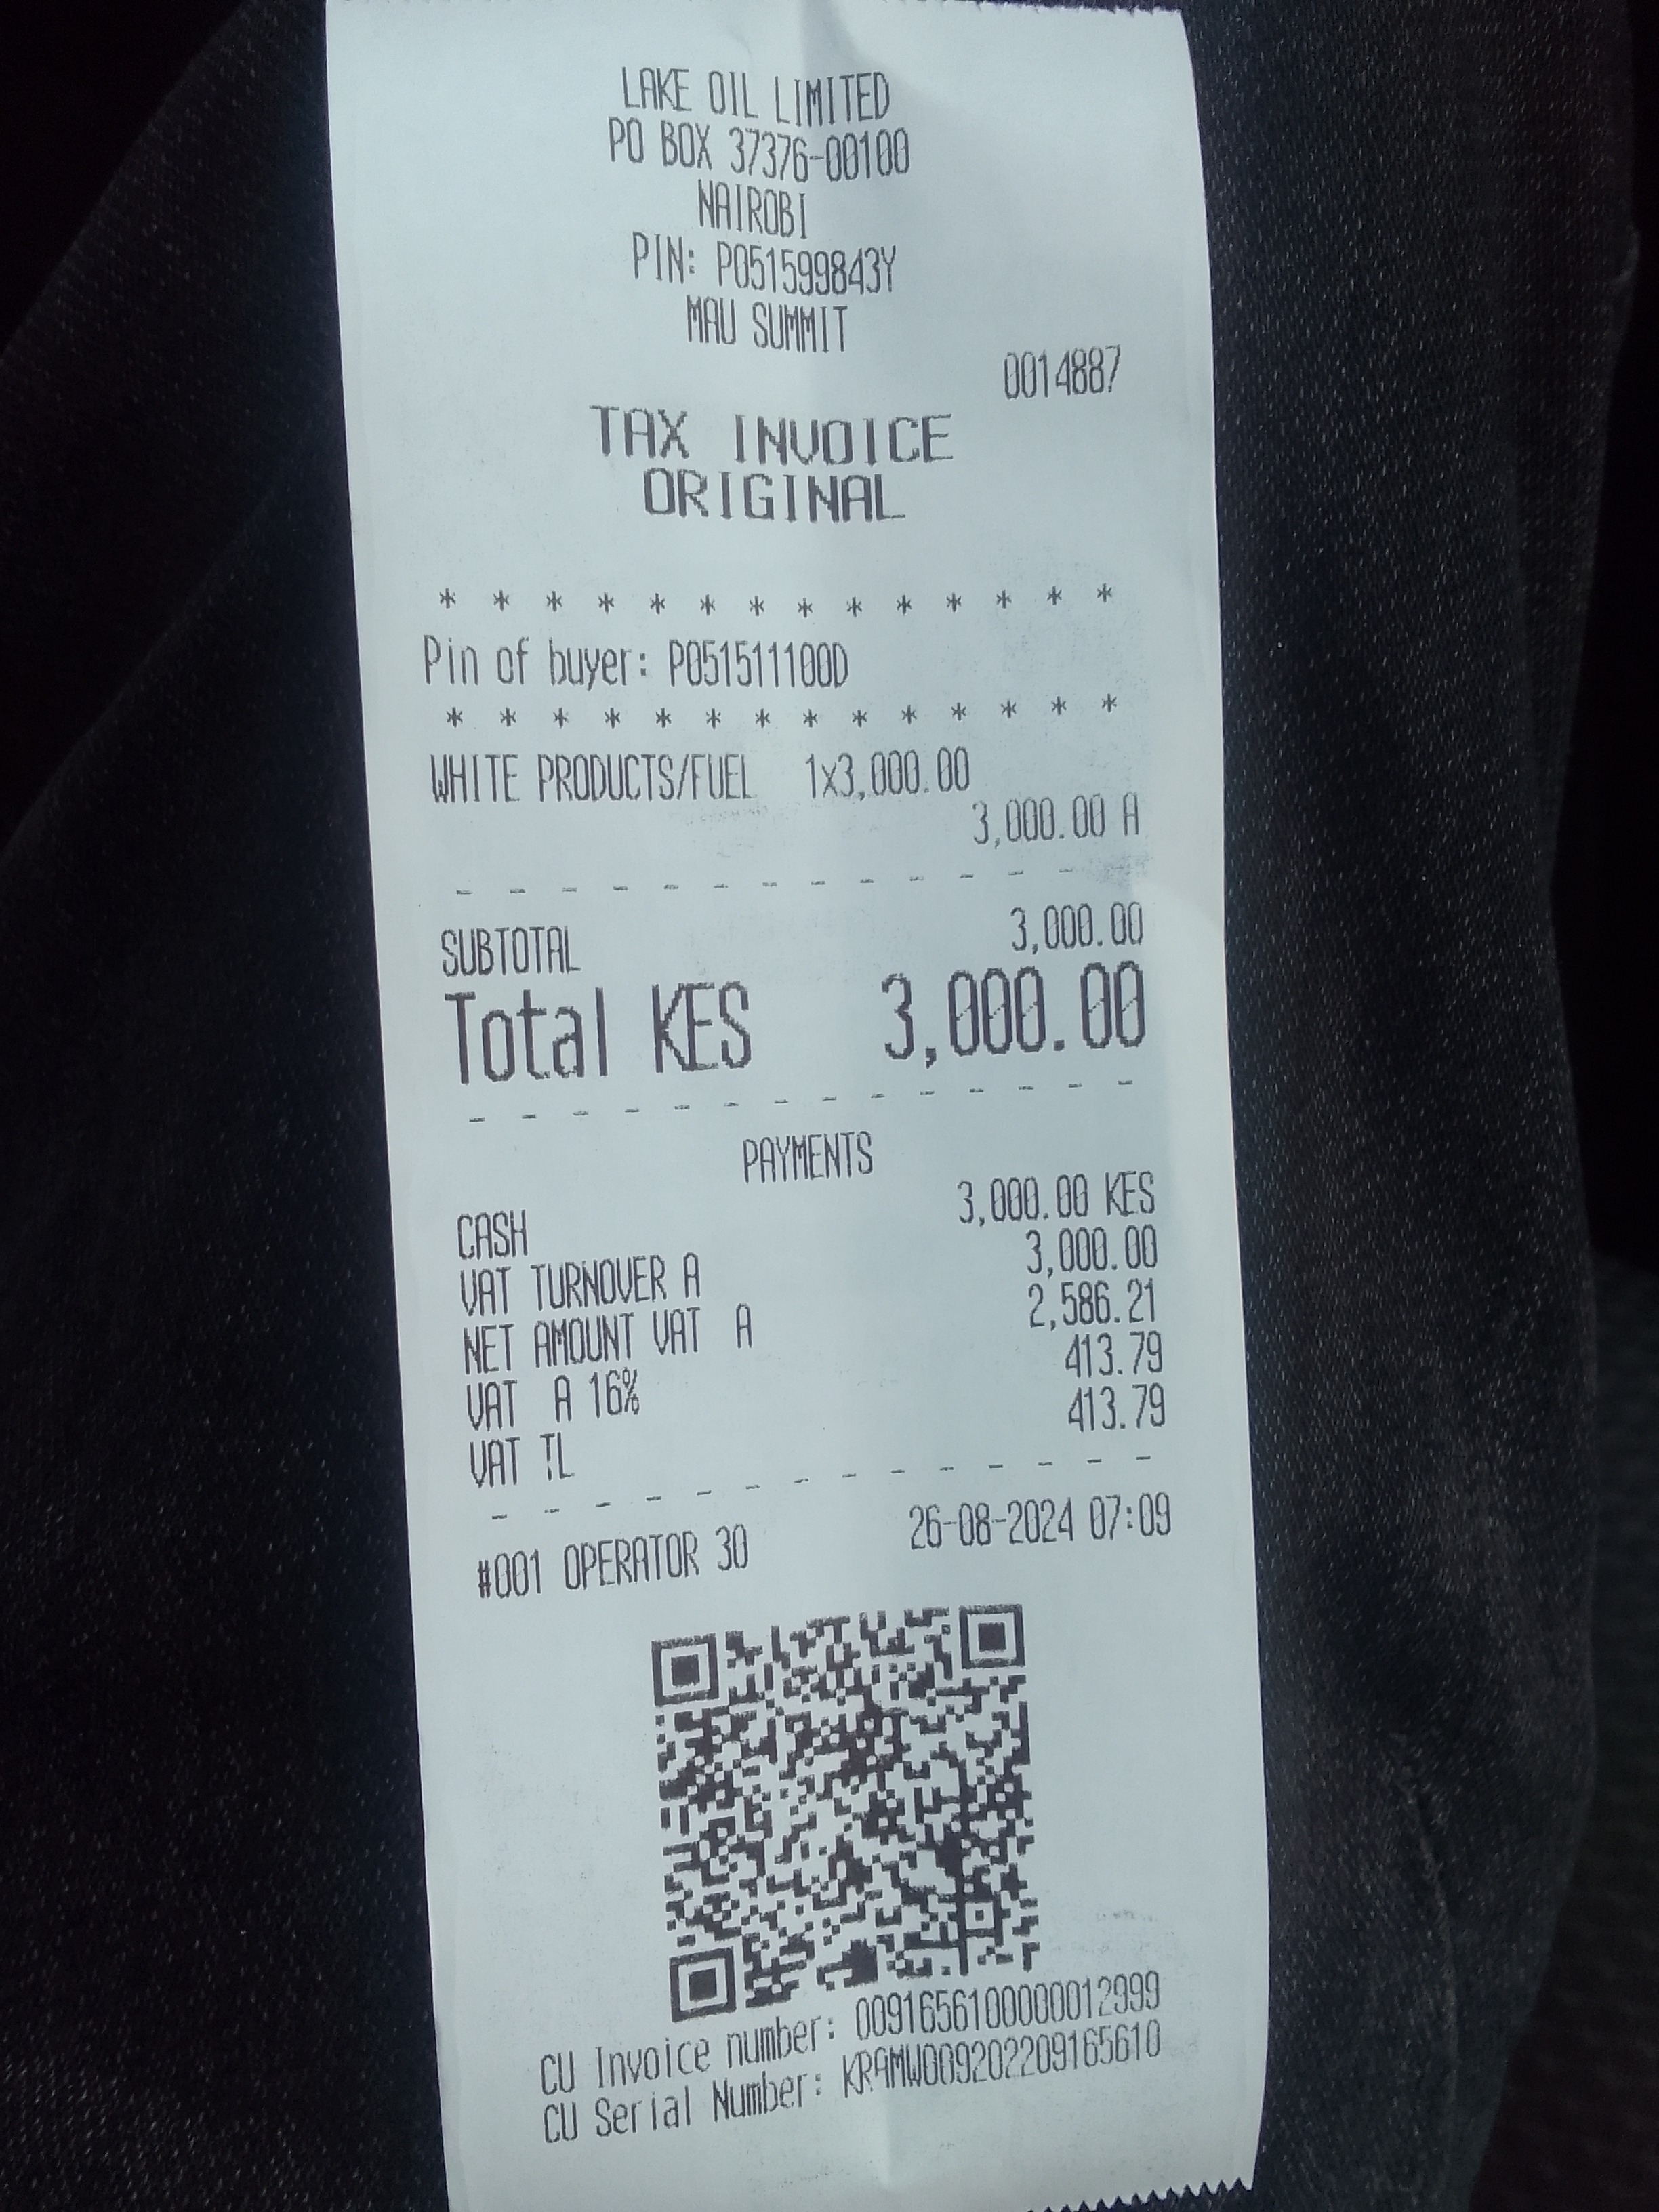 LAKE OIL LIMITED
PO BOX 37376-00100
NAIROBI
PIN: P051599843Y
MAU SUMMIT
0014887
TAX INVOICE
ORIGINAL
* * * * * * * * * * * * * *
Pin of buyer: P051511100D
* * * * * * * * * * * * * *
WHITE PRODUCTS/FUEL 1x3,000.00
3,000.00 A
- - - - - - - - - - - - - -
SUBTOTAL 3,000.00
Total KES 3,000.00
- - - - - - - - - - - - - -
PAYMENTS
CASH 3,000.00 KES
VAT TURNOVER A 3,000.00
NET AMOUNT VAT A 2,586.21
VAT A 16% 413.79
VAT TL 413.79
- - - - - - - - - - - - - -
#001 OPERATOR 30 26-08-2024 07:09
CU Invoice number: 0091656100000012999
CU Serial Number: KRAMW009202209165610